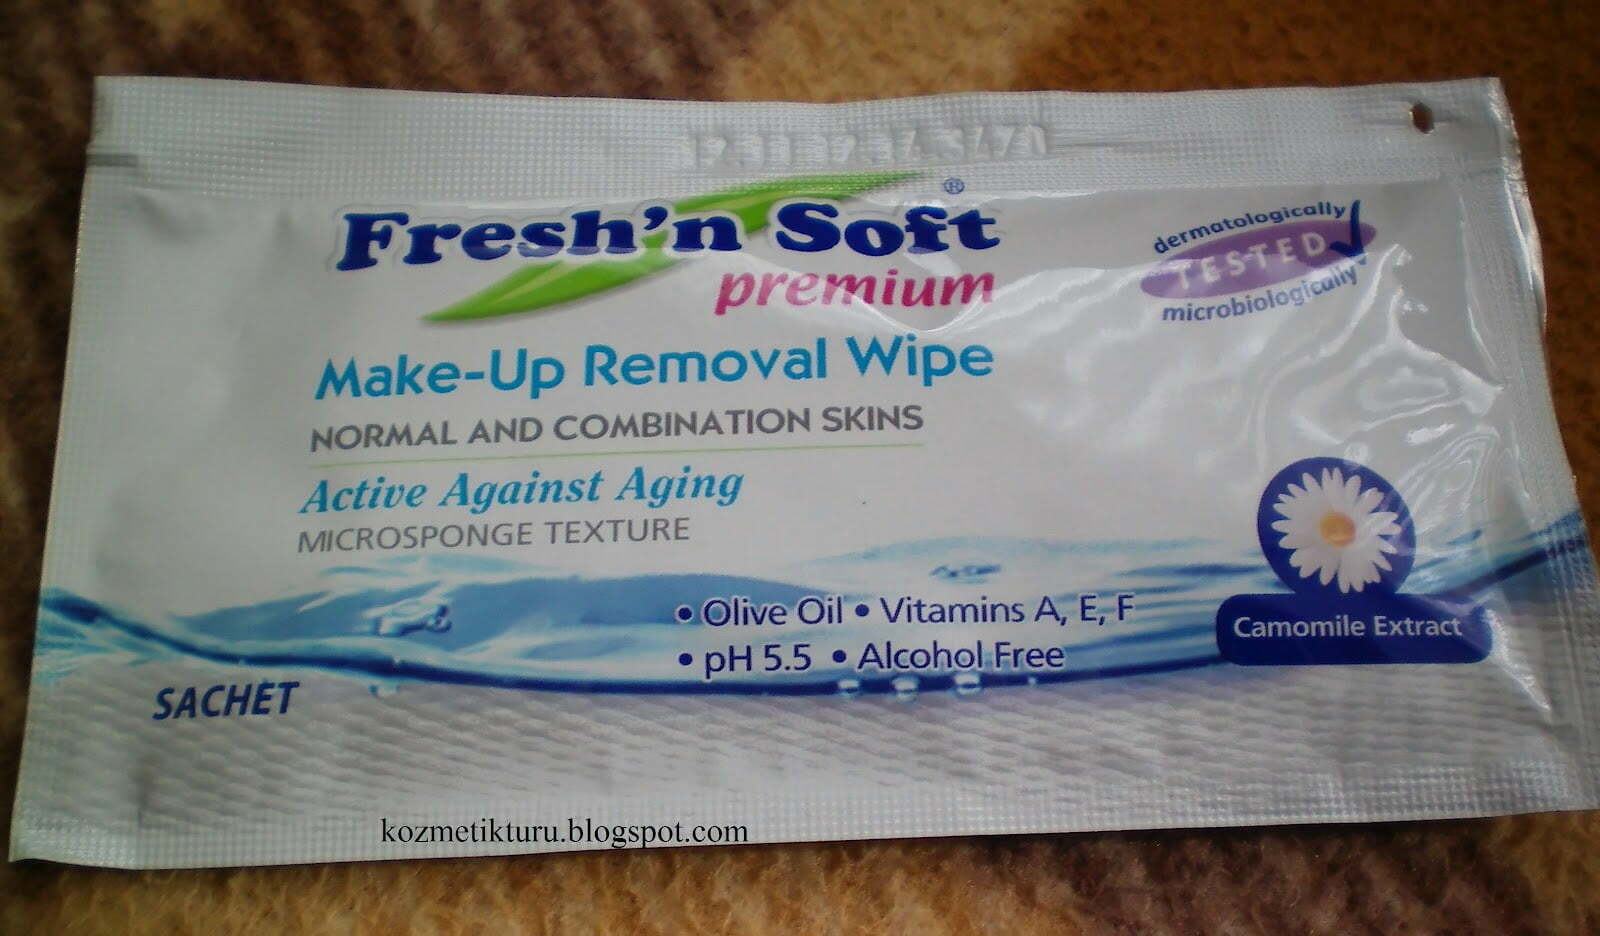 Fresh'n Soft®
premium
dermatologically
TESTED
microbiologically
Make-Up Removal Wipe
NORMAL AND COMBINATION SKINS
Active Against Aging
MICROSPONGE TEXTURE
• Olive Oil • Vitamins A, E, F
• pH 5.5 • Alcohol Free
Camomile Extract
SACHET
kozmetikturu.blogspot.com